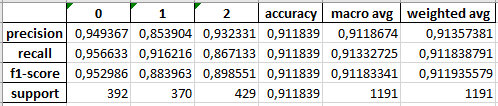 0 1 2 accuracy macro avg weighted avg
precision 0,949367 0,853904 0,932331 0,911839 0,9118674 0,91357381
recall 0,956633 0,916216 0,867133 0,911839 0,91332725 0,911838791
f1-score 0,952986 0,883963 0,898551 0,911839 0,91183341 0,911935579
support 392 370 429 0,911839 1191 1191